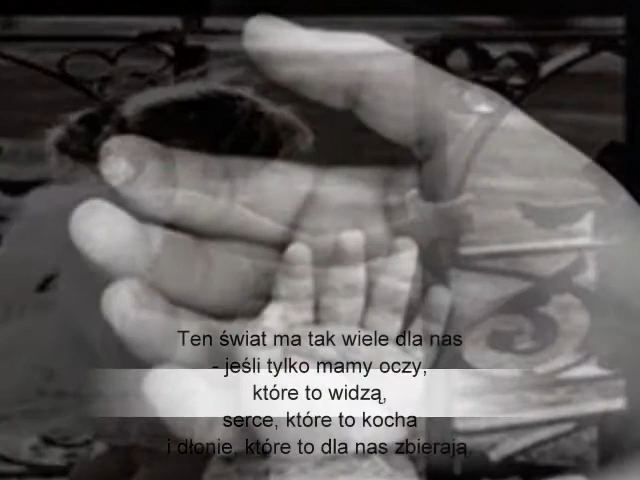 Ten świat ma tak wiele dla nas
- jeśli tylko mamy oczy,
które to widzą,
serce, które to kocha
i dłonie, które to dla nas zbierają